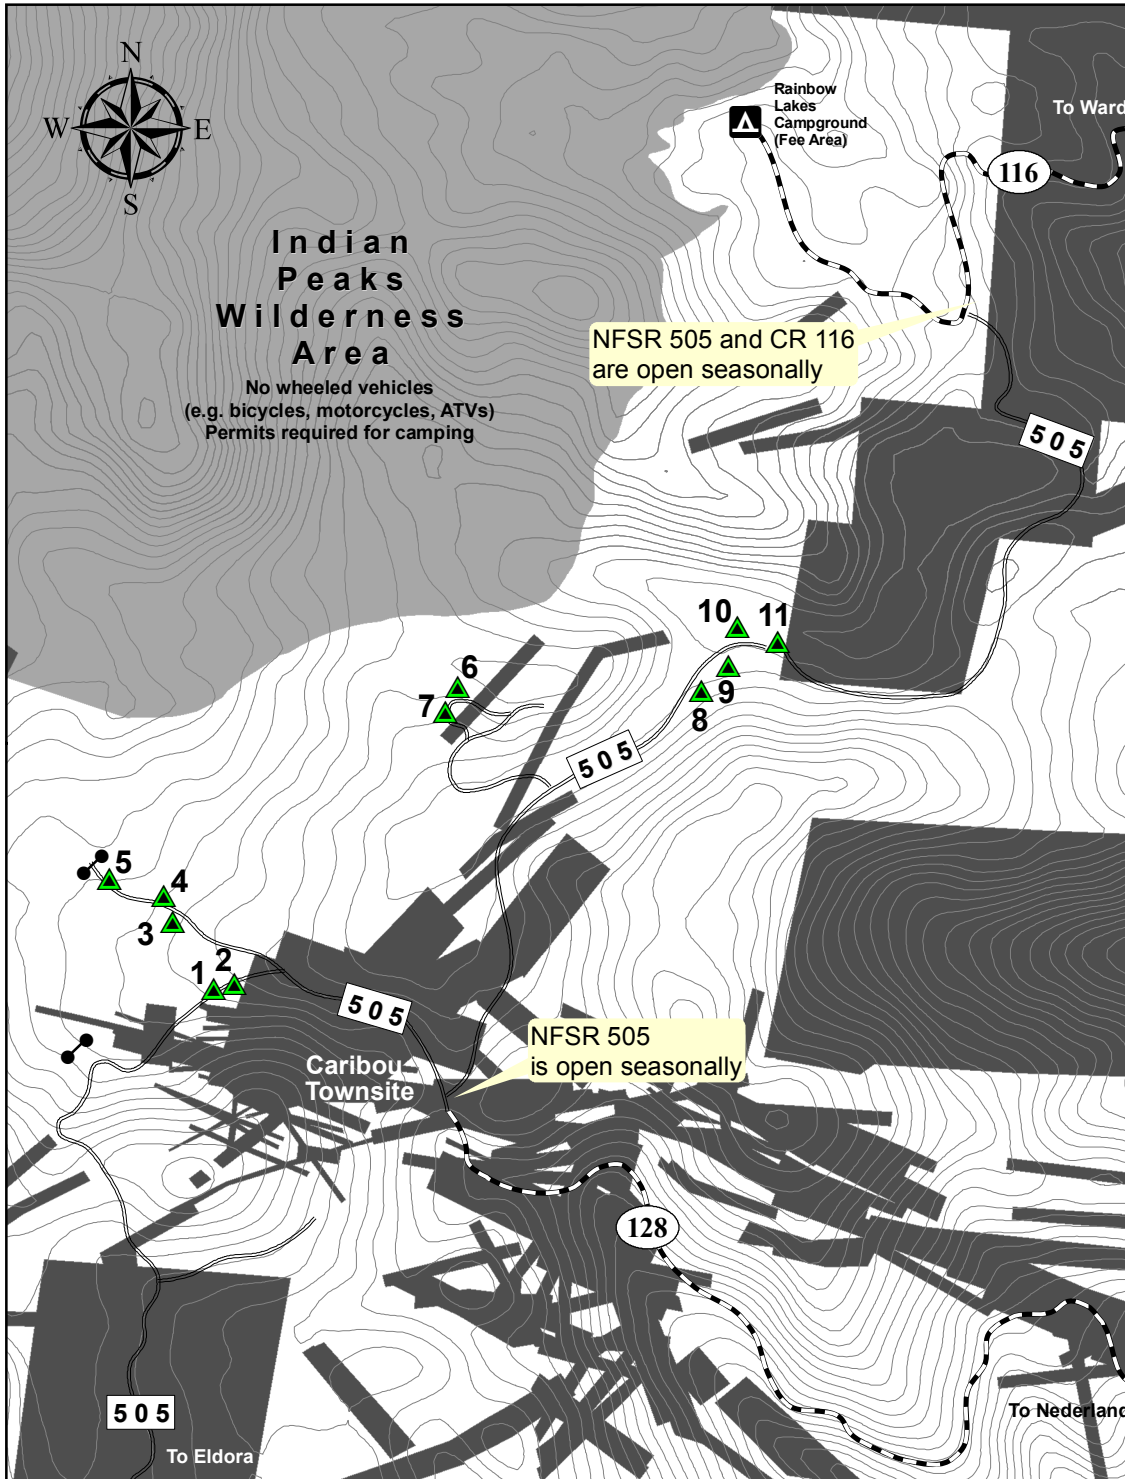 N
W
E
S
Rainbow
Lakes
Campground
(Fee Area)
To Ward
116
Indian
Peaks
Wilderness
Area
No wheeled vehicles
(e.g. bicycles, motorcycles, ATVs)
Permits required for camping
NFSR 505 and CR 116
are open seasonally
505
10
11
6
7
9
8
505
5
4
3
2
1
505
NFSR 505
is open seasonally
Caribou
Townsite
128
505
To Nederland
To Eldora